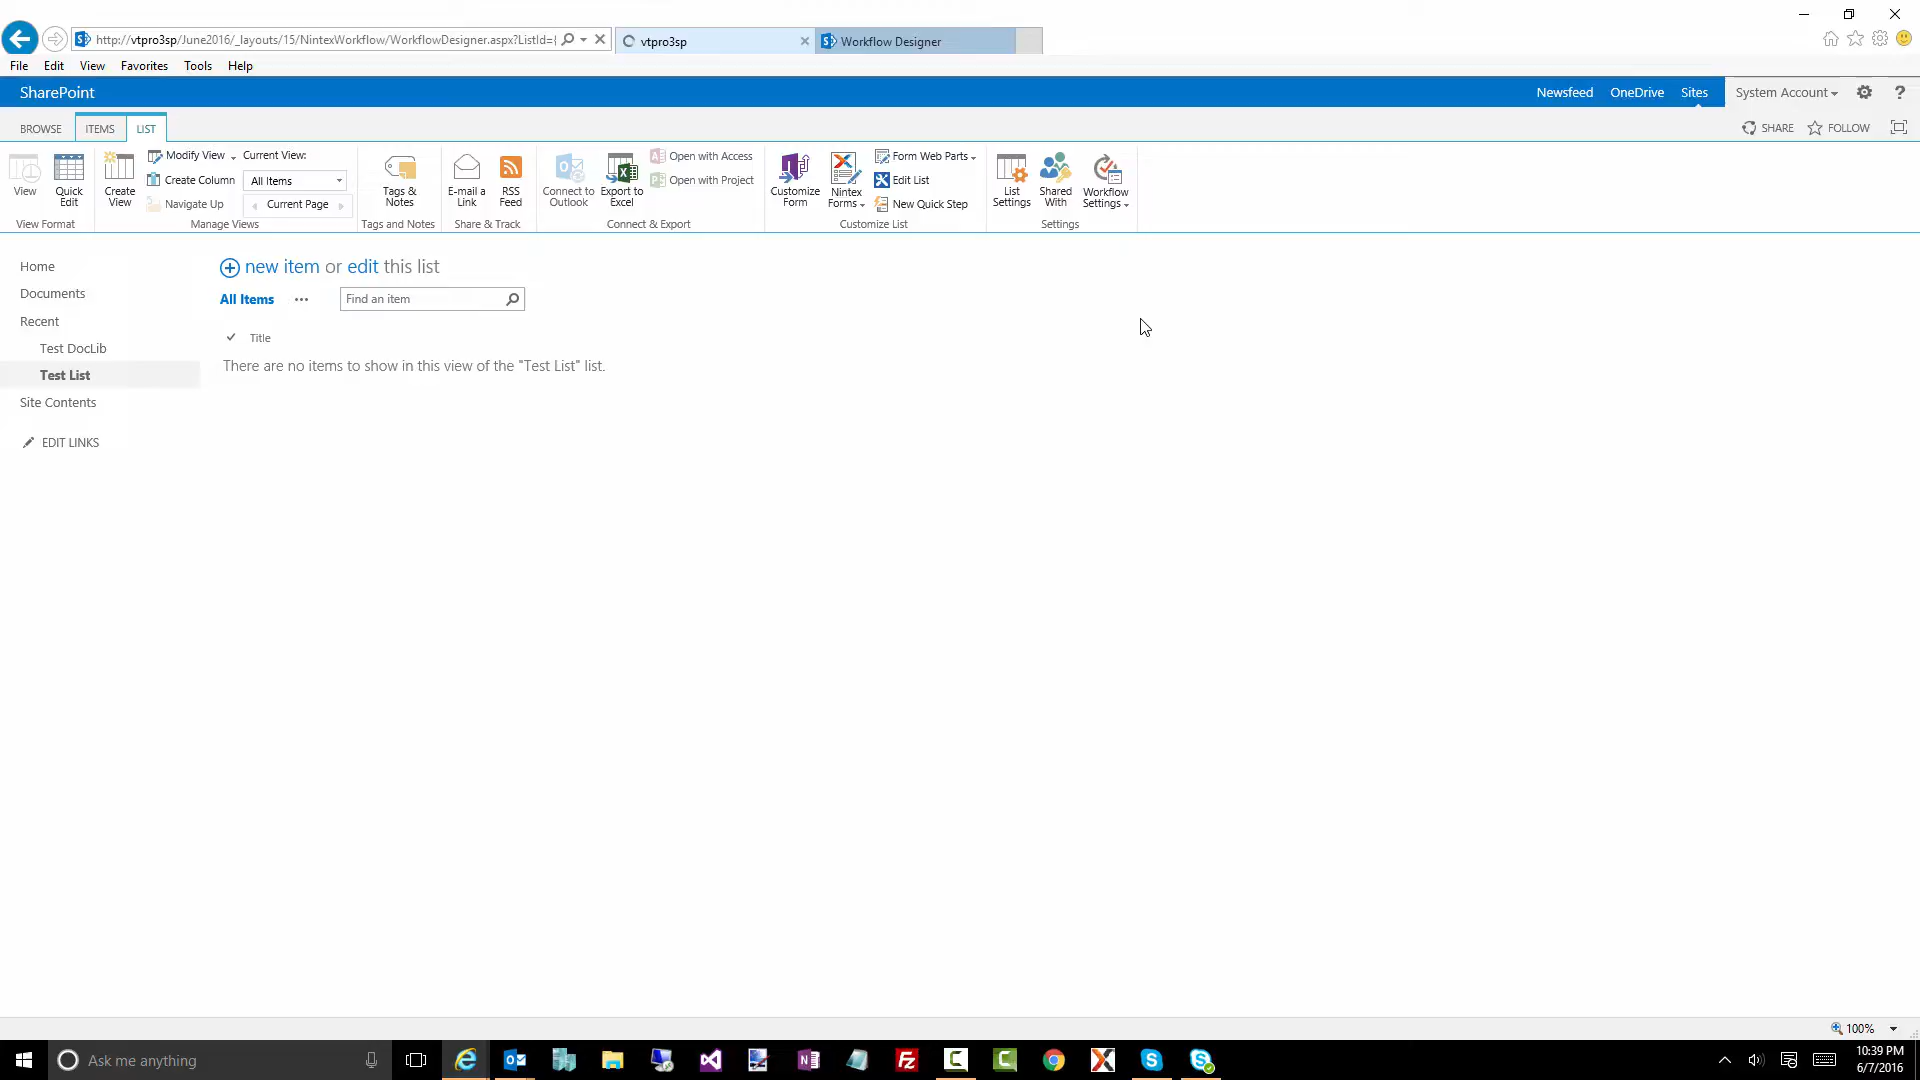 http://vtpro3sp/June2016/_layouts/15/NintexWorkflow/WorkflowDesigner.aspx?ListId={
vtpro3sp
Workflow Designer
File Edit View Favorites Tools Help
SharePoint
Newsfeed OneDrive Sites System Account ?
BROWSE ITEMS LIST
SHARE FOLLOW
View
Quick Edit
View Format
Create View
Modify View
Create Column
Navigate Up
Current View:
All Items
Current Page
Manage Views
Tags & Notes
Tags and Notes
E-mail a Link
RSS Feed
Share & Track
Connect to Outlook
Export to Excel
Open with Access
Open with Project
Connect & Export
Customize Form
Nintex Forms
Form Web Parts
Edit List
New Quick Step
Customize List
List Settings
Shared With
Workflow Settings
Settings
Home
Documents
Recent
Test DocLib
Test List
Site Contents
EDIT LINKS
new item or edit this list
All Items ... Find an item
Title
There are no items to show in this view of the "Test List" list.
100%
Ask me anything
10:39 PM
6/7/2016